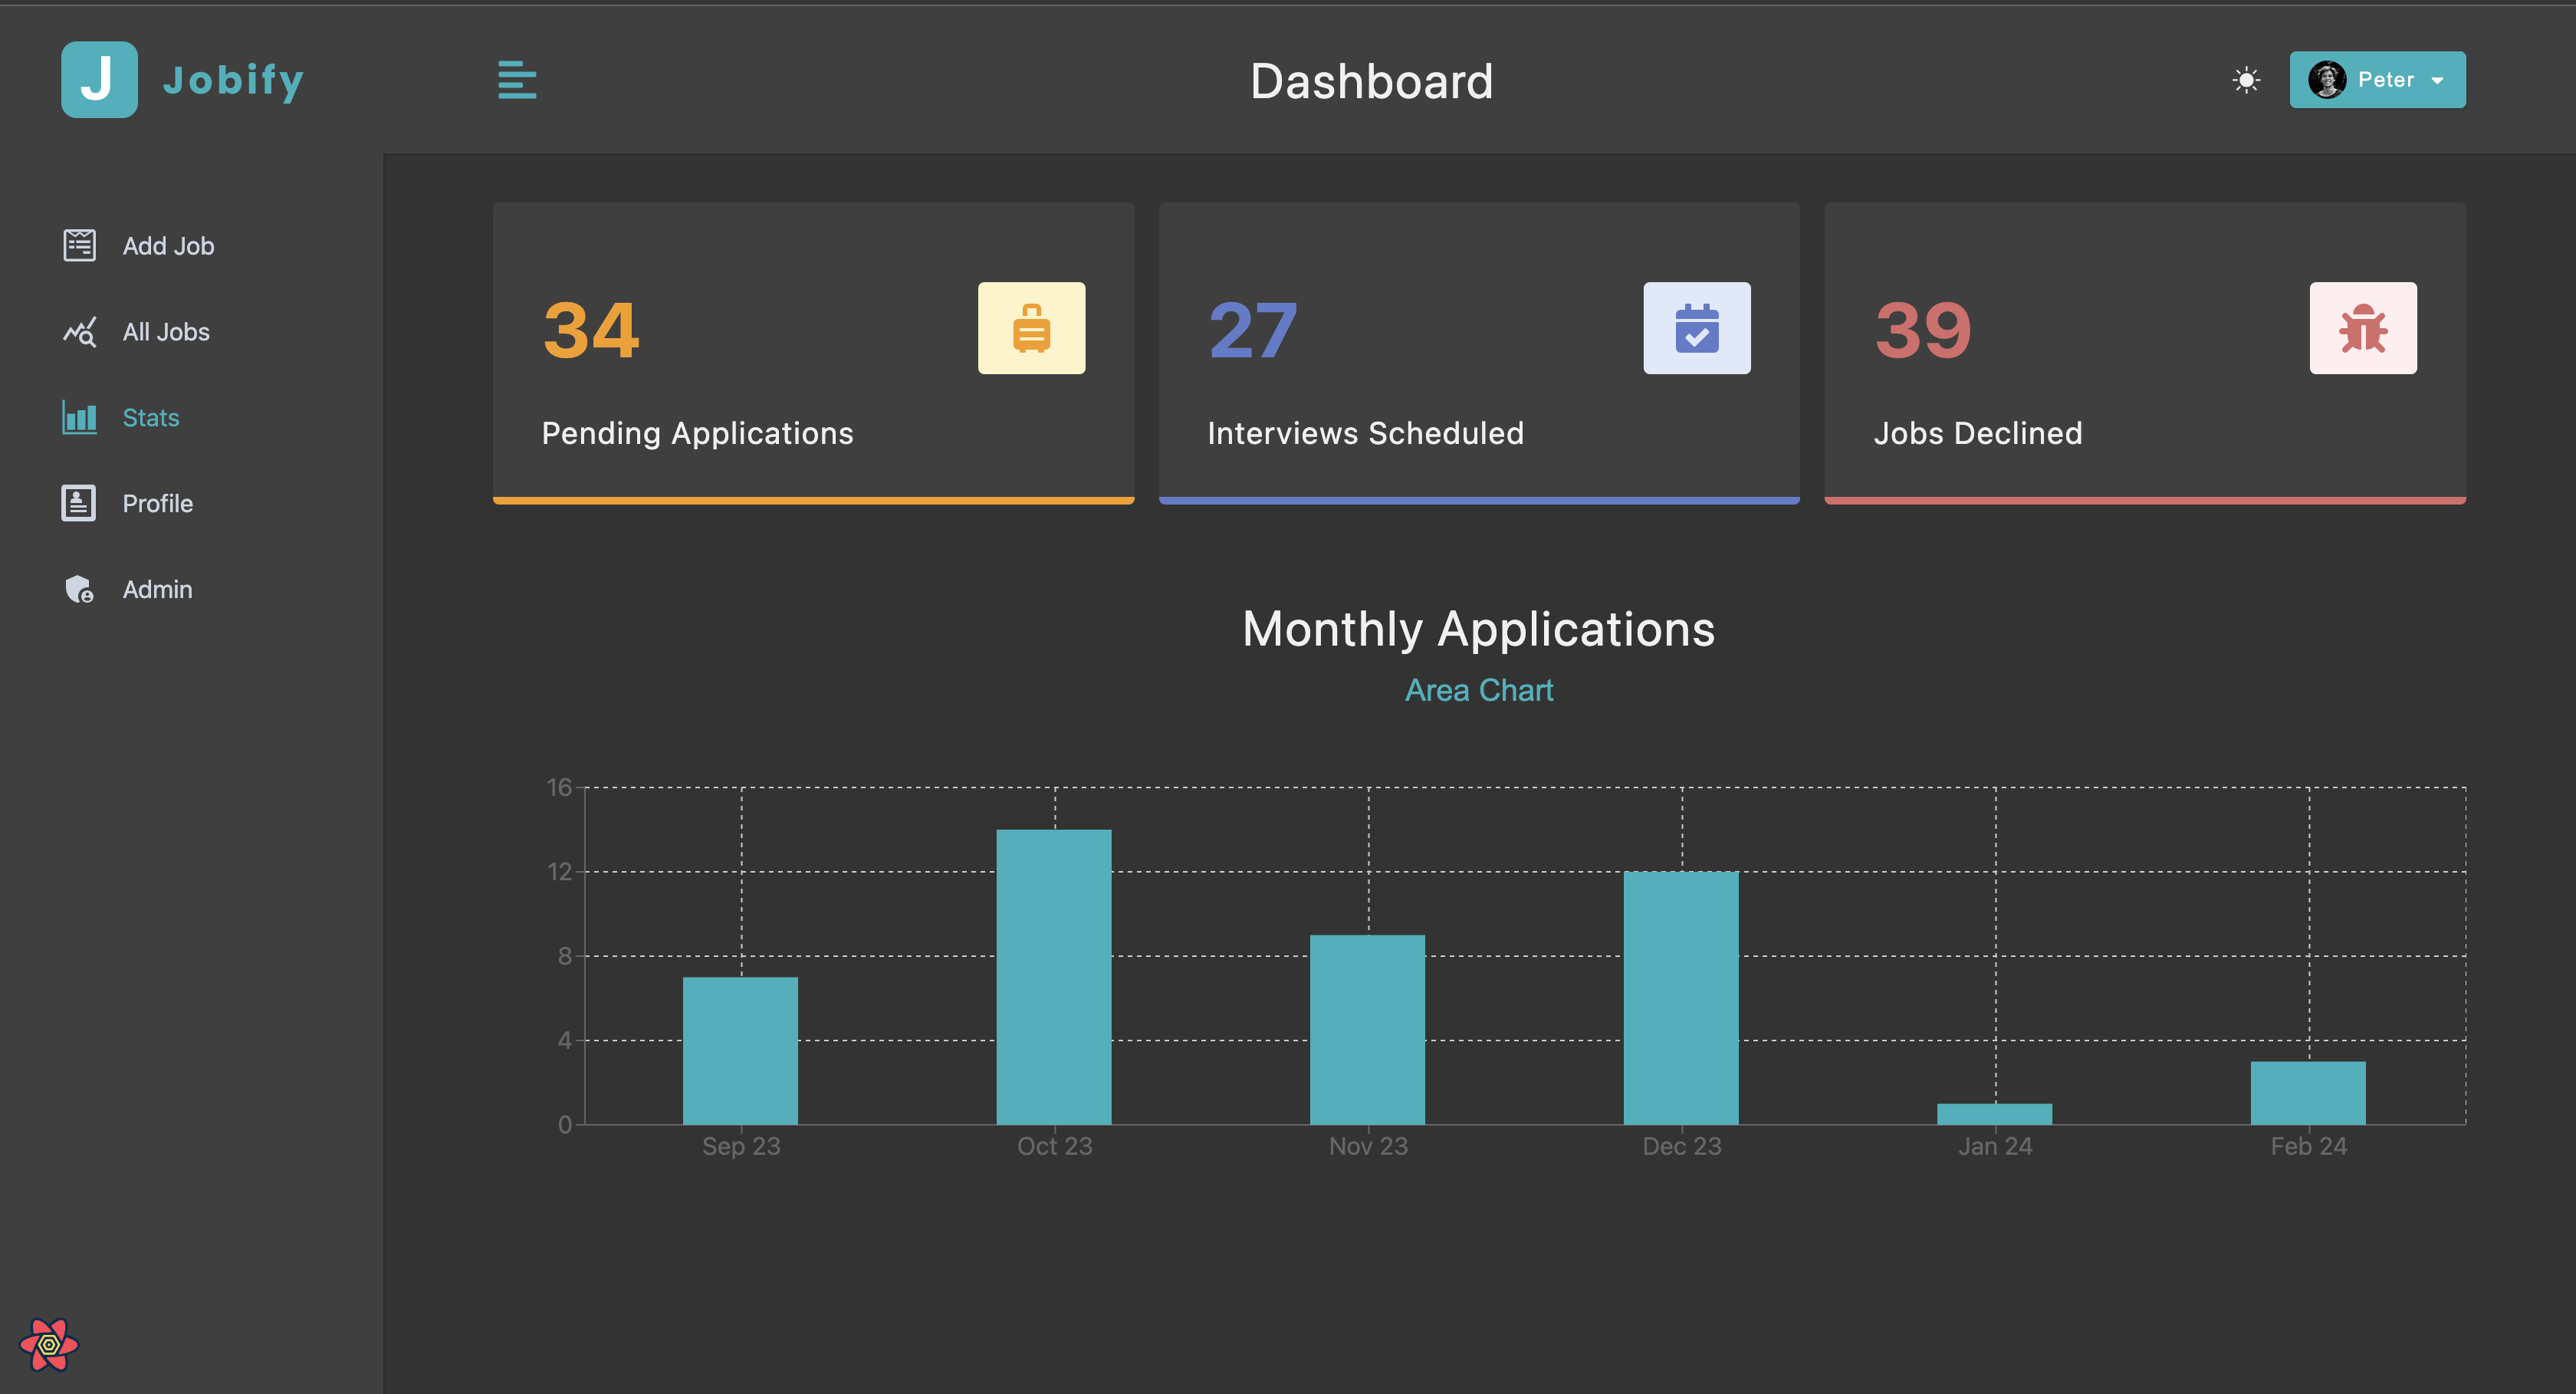 J Jobify
Dashboard
Peter
Add Job
All Jobs
Stats
Profile
Admin
34
Pending Applications
27
Interviews Scheduled
39
Jobs Declined
Monthly Applications
Area Chart
16
12
8
4
0
Sep 23 Oct 23 Nov 23 Dec 23 Jan 24 Feb 24